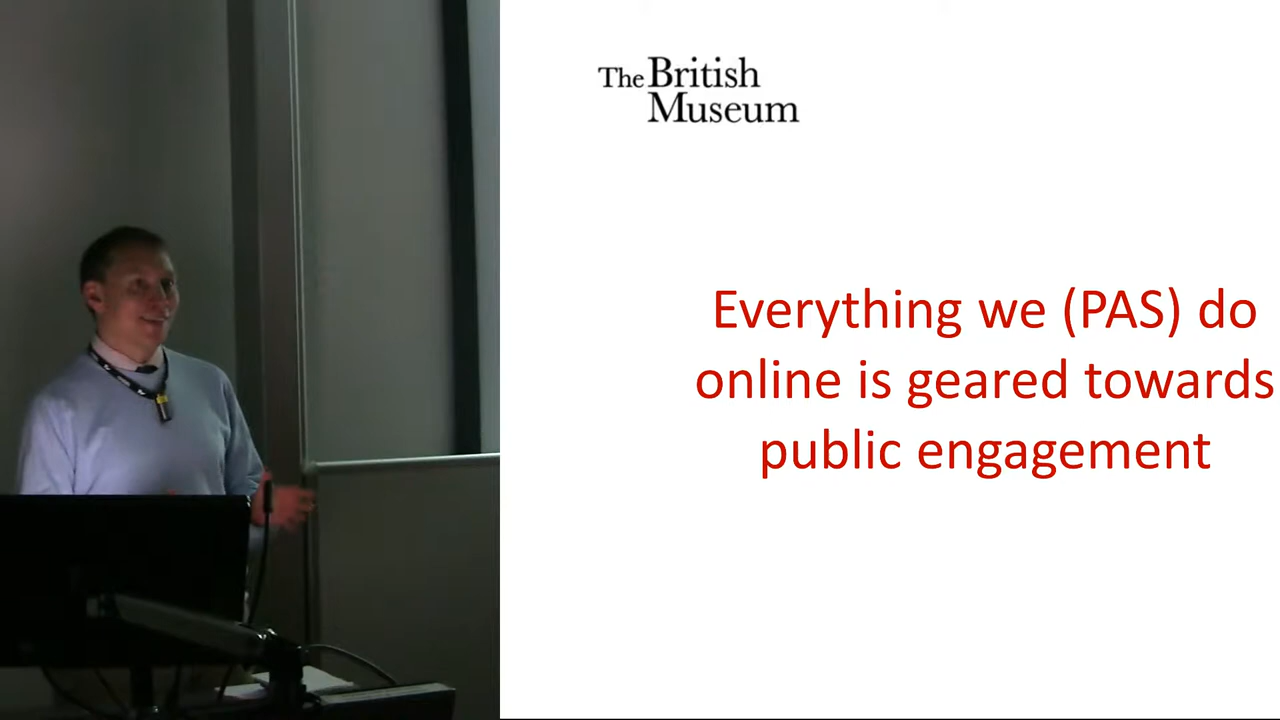 The British
Museum
Everything we (PAS) do
online is geared towards
public engagement